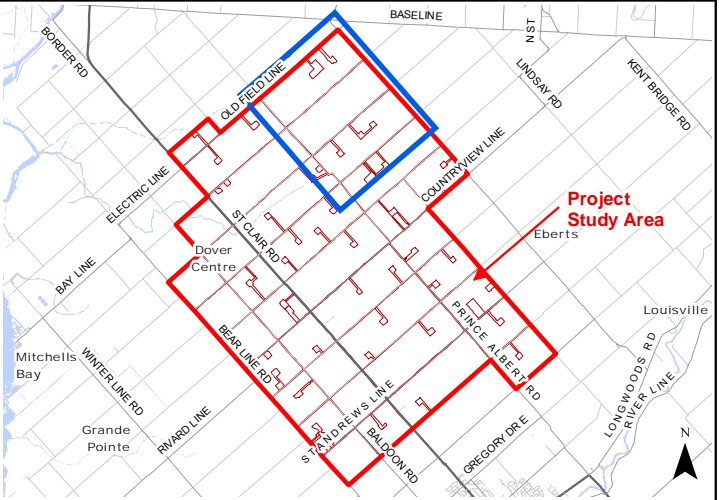 BASELINE
BORDER RD
N ST
LINDSAY RD
KENT BRIDGE RD
OLD FIELD LINE
COUNTRYVIEW LINE
ELECTRIC LINE
Project
Study Area
ST CLAIR RD
Eberts
Dover
Centre
BAY LINE
Louisville
PRINCE ALBERT RD
BEAR LINE RD
Mitchells
Bay
WINTER LINE RD
LONGWOODS RD
RIVER LINE
Grande
Pointe
RIVARD LINE
ST ANDREWS LINE
BALDOON RD
GREGORY DR E
N